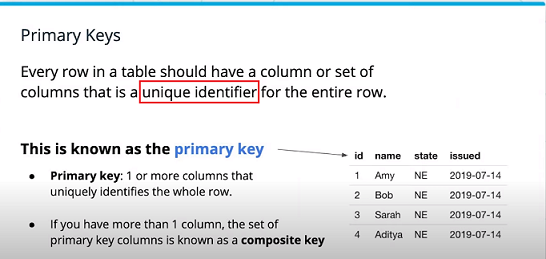 Primary Keys
Every row in a table should have a column or set of
columns that is a unique identifier for the entire row.
This is known as the primary key
• Primary key: 1 or more columns that
uniquely identifies the whole row.
• If you have more than 1 column, the set of
primary key columns is known as a composite key
id name state issued
1 Amy NE 2019-07-14
2 Bob NE 2019-07-14
3 Sarah NE 2019-07-14
4 Aditya NE 2019-07-14